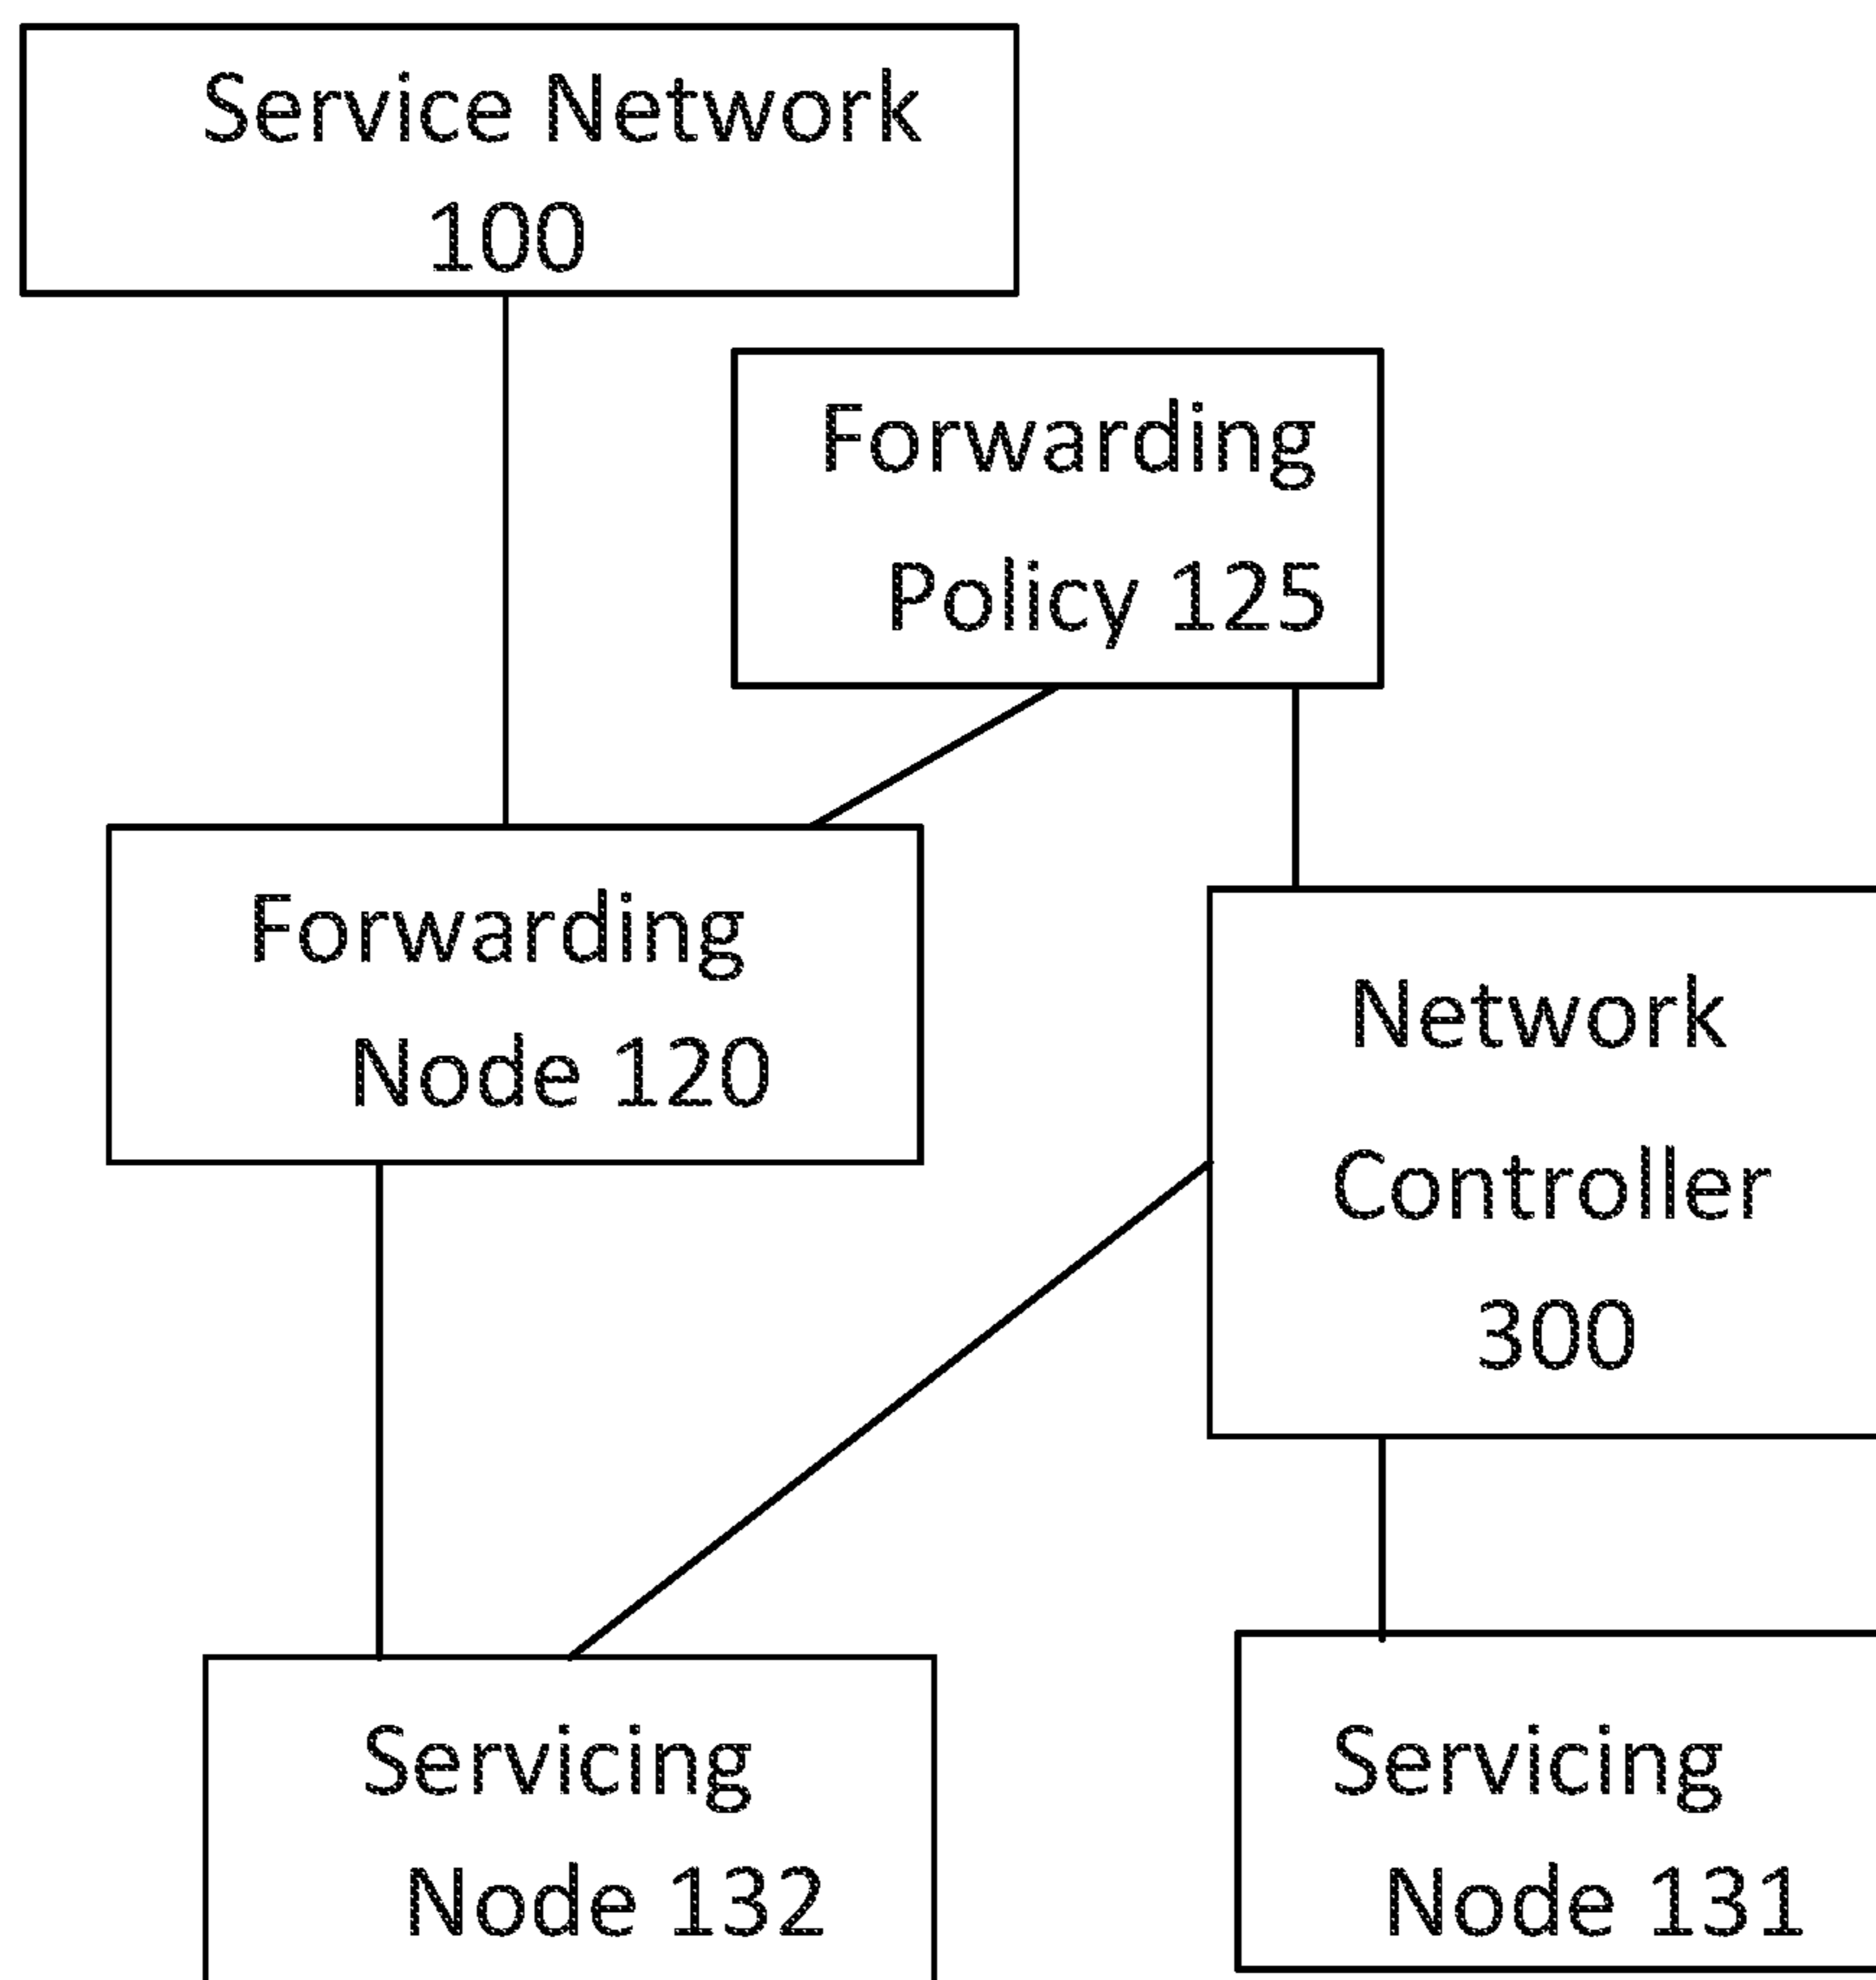 Service Network
100
Forwarding
Policy 125
Forwarding
Node 120
Network
Controller
300
Servicing
Node 132
Servicing
Node 131